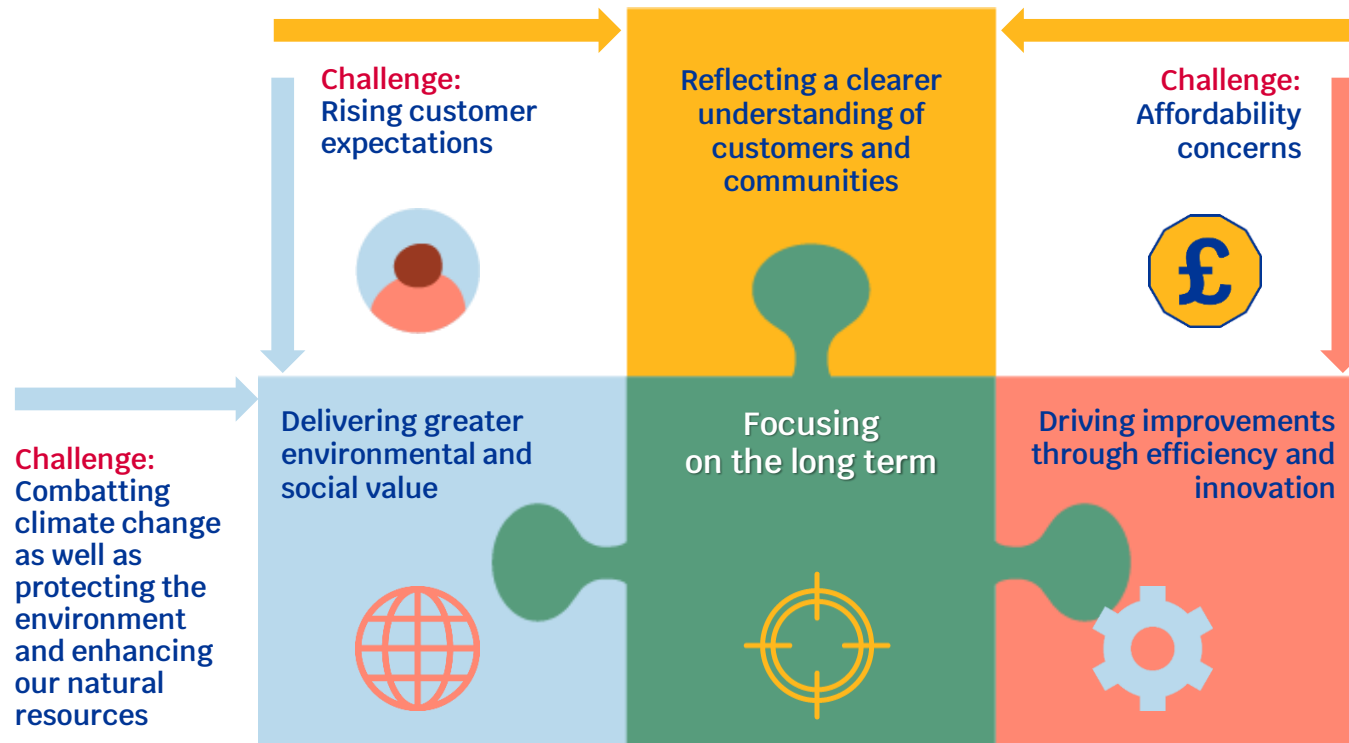 Challenge:
Rising customer
expectations
Reflecting a clearer
understanding of
customers and
communities
Challenge:
Affordability
concerns
£
Challenge:
Combatting
climate change
as well as
protecting the
environment
and enhancing
our natural
resources
Delivering greater
environmental and
social value
Focusing
on the long term
Driving improvements
through efficiency and
innovation